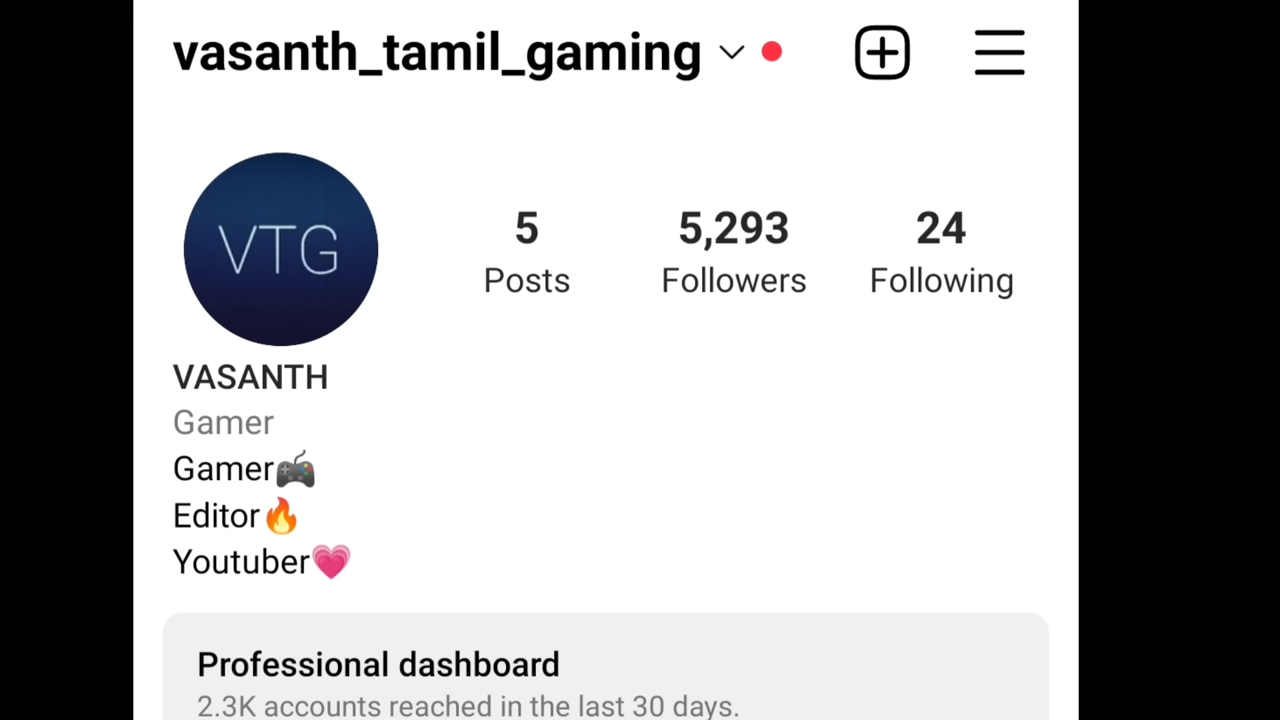 vasanth_tamil_gaming
VTG
5
Posts
5,293
Followers
24
Following
VASANTH
Gamer
Gamer🎮
Editor🔥
Youtuber💗
Professional dashboard
2.3K accounts reached in the last 30 days.